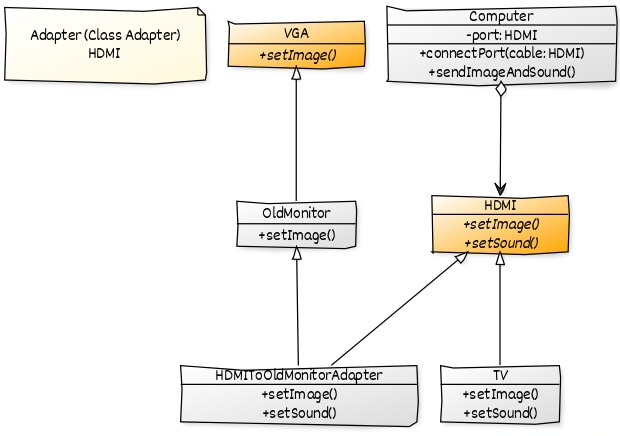 Adapter (Class Adapter)
HDMI
VGA
+setImage()
Computer
-port: HDMI
+connectPort(cable: HDMI)
+sendImageAndSound()
OldMonitor
+setImage()
HDMI
+setImage()
+setSound()
HDMIToOldMonitorAdapter
+setImage()
+setSound()
TV
+setImage()
+setSound()